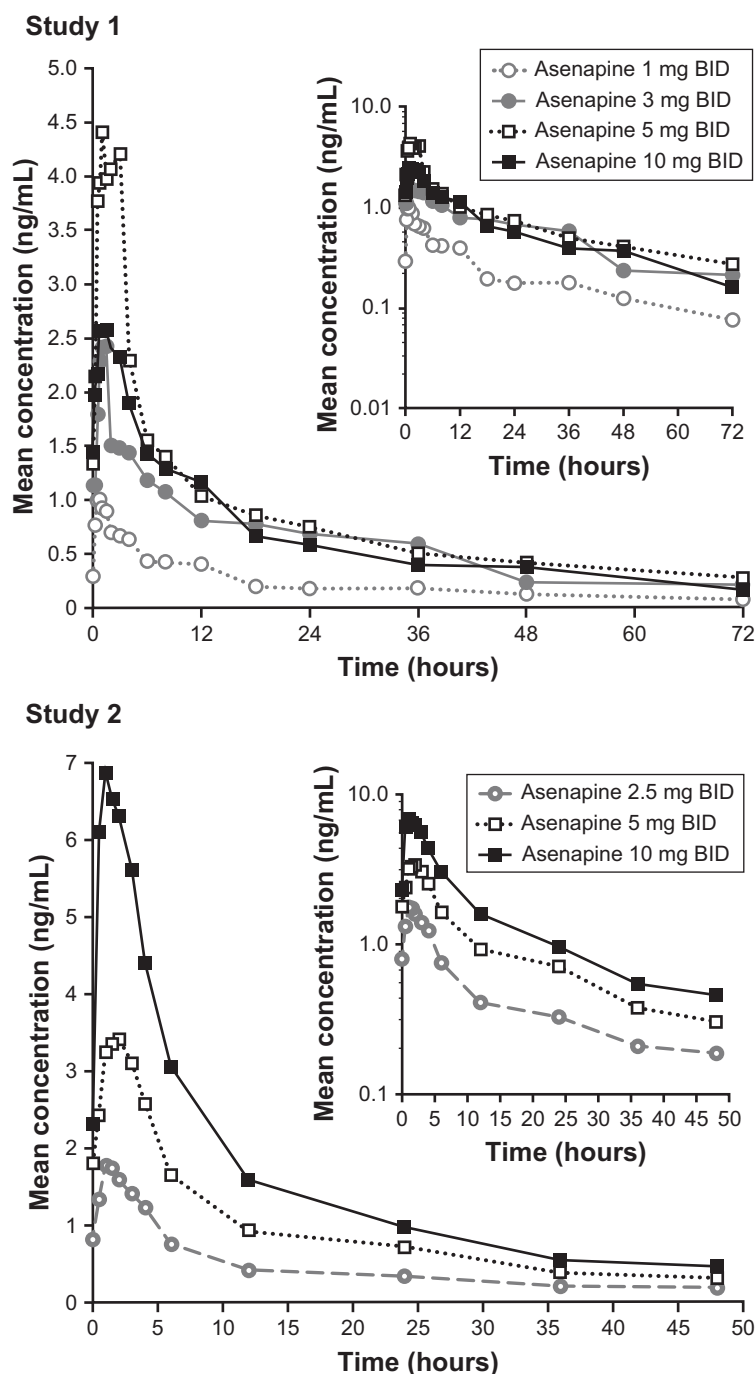 Study 1
Mean concentration (ng/mL)
5.0
4.5
4.0
3.5
3.0
2.5
2.0
1.5
1.0
0.5
0
0 12 24 36 48 60 72
Time (hours)
Asenapine 1 mg BID
Asenapine 3 mg BID
Asenapine 5 mg BID
Asenapine 10 mg BID
Mean concentration (ng/mL)
10.0
1.0
0.1
0.01
0 12 24 36 48 60 72
Time (hours)
Study 2
Mean concentration (ng/mL)
7
6
5
4
3
2
1
0
0 5 10 15 20 25 30 35 40 45 50
Time (hours)
Asenapine 2.5 mg BID
Asenapine 5 mg BID
Asenapine 10 mg BID
Mean concentration (ng/mL)
10.0
1.0
0.1
0 5 10 15 20 25 30 35 40 45 50
Time (hours)